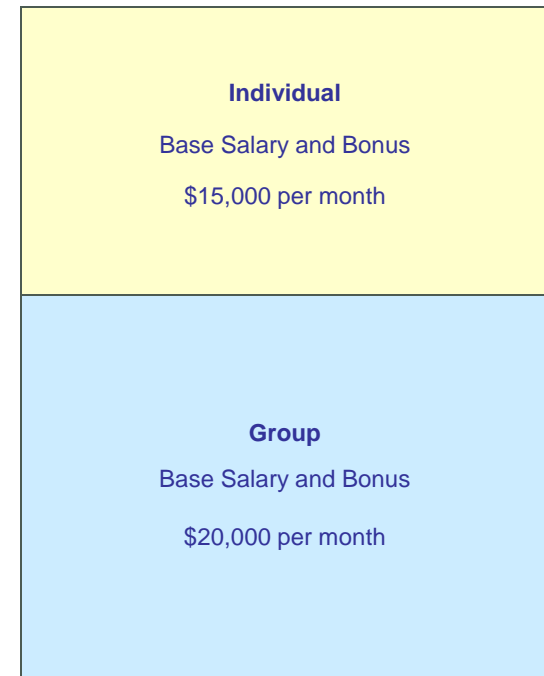 Individual
Base Salary and Bonus
$15,000 per month
Group
Base Salary and Bonus
$20,000 per month